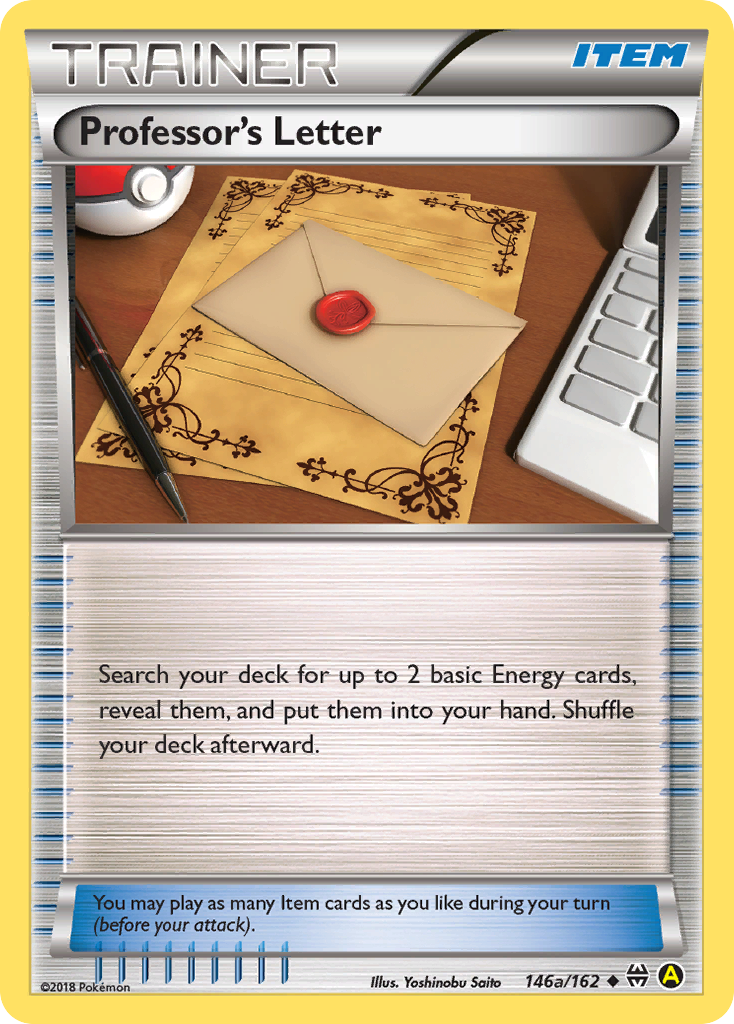 TRAINER
ITEM
Professor's Letter
Search your deck for up to 2 basic Energy cards,
reveal them, and put them into your hand. Shuffle
your deck afterward.
You may play as many Item cards as you like during your turn
(before your attack).
©2018 Pokémon
Illus. Yoshinobu Saito
146a/162
A